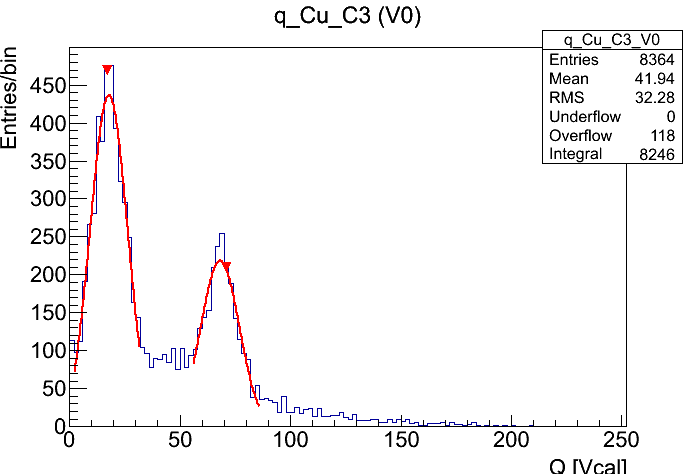 q_Cu_C3 (V0)
q_Cu_C3_V0
Entries 8364
Mean 41.94
RMS 32.28
Underflow 0
Overflow 118
Integral 8246
Entries/bin
450
400
350
300
250
200
150
100
50
0
0 50 100 150 200 250
Q [Vcal]